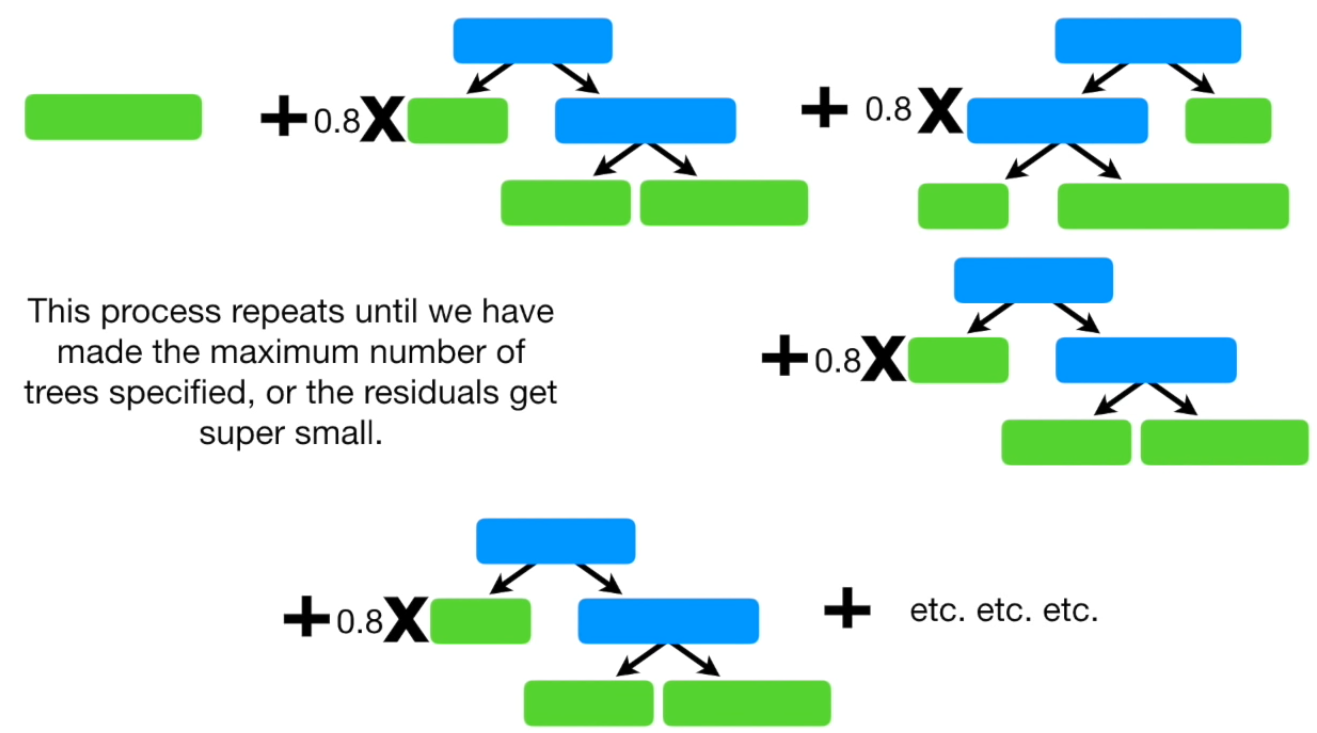 + 0.8 X
+ 0.8 X
This process repeats until we have
made the maximum number of
trees specified, or the residuals get
super small.
+ 0.8 X
+ 0.8 X
+ etc. etc. etc.